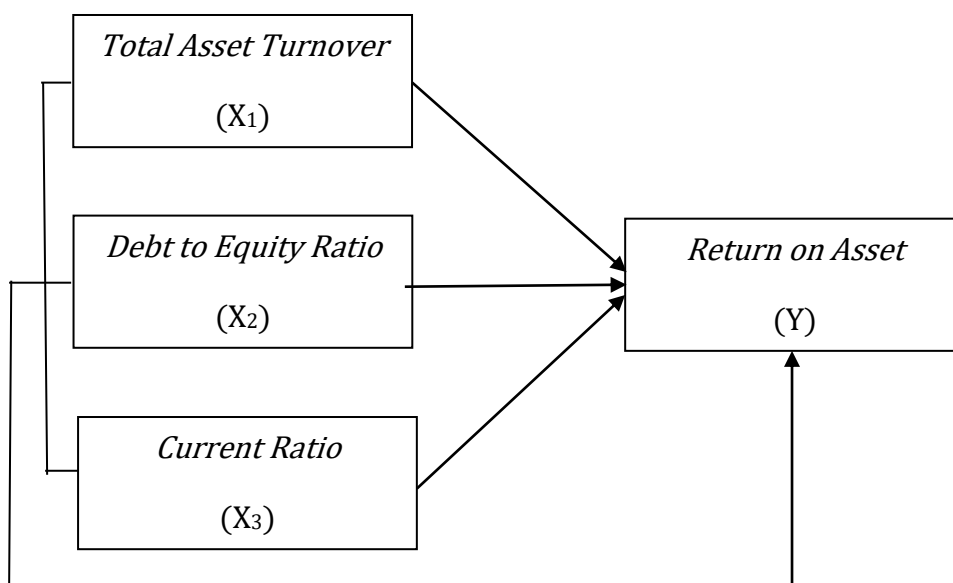 Total Asset Turnover
(X1)
Debt to Equity Ratio
(X2)
Return on Asset
(Y)
Current Ratio
(X3)